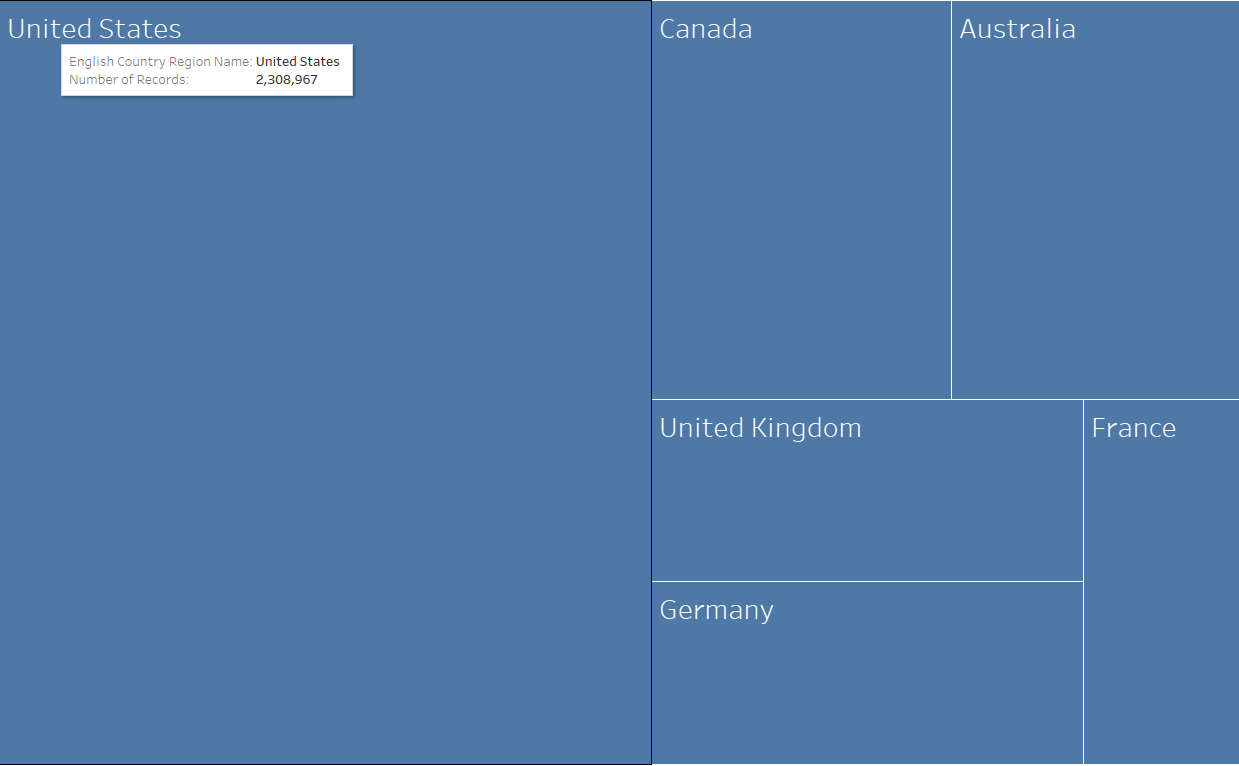 United States
English Country Region Name: United States
Number of Records: 2,308,967
Canada
Australia
United Kingdom
France
Germany